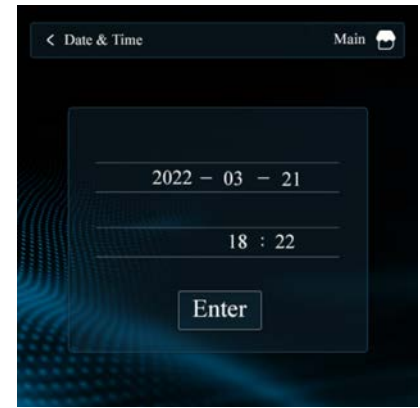 < Date & Time Main
2022 – 03 – 21
18 : 22
Enter